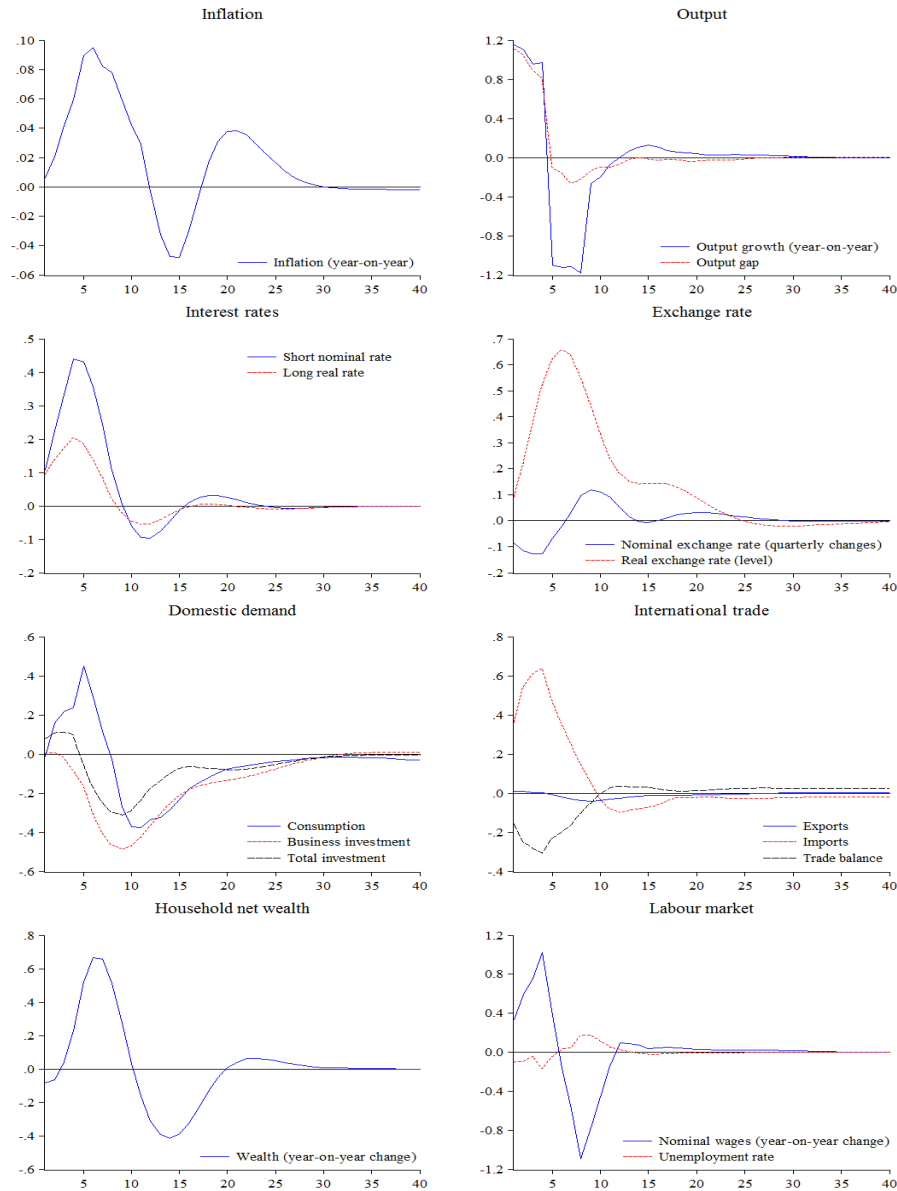 Inflation
.10
.08
.06
.04
.02
.00
-.02
-.04
-.06
Inflation (year-on-year)
5 10 15 20 25 30 35 40
Output
1.2
0.8
0.4
0.0
-0.4
-0.8
-1.2
Output growth (year-on-year)
Output gap
5 10 15 20 25 30 35 40
Interest rates
.5
.4
.3
.2
.1
.0
-.1
-.2
Short nominal rate
Long real rate
5 10 15 20 25 30 35 40
Exchange rate
.7
.6
.5
.4
.3
.2
.1
.0
-.1
-.2
Nominal exchange rate (quarterly changes)
Real exchange rate (level)
5 10 15 20 25 30 35 40
Domestic demand
.6
.4
.2
.0
-.2
-.4
-.6
Consumption
Business investment
Total investment
5 10 15 20 25 30 35 40
International trade
.8
.6
.4
.2
.0
-.2
-.4
Exports
Imports
Trade balance
5 10 15 20 25 30 35 40
Household net wealth
.8
.6
.4
.2
.0
-.2
-.4
-.6
Wealth (year-on-year change)
5 10 15 20 25 30 35 40
Labour market
1.2
0.8
0.4
0.0
-0.4
-0.8
-1.2
Nominal wages (year-on-year change)
Unemployment rate
5 10 15 20 25 30 35 40